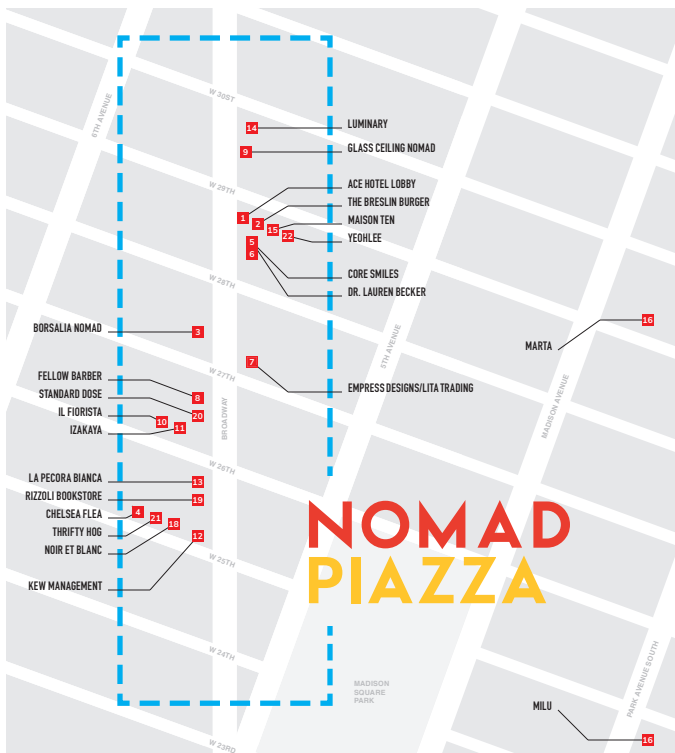 W 30ST
6TH AVENUE
14
LUMINARY
9
GLASS CEILING NOMAD
W 29TH
ACE HOTEL LOBBY
1
THE BRESLIN BURGER
2
MAISON TEN
15
YEOHLEE
22
5
6
CORE SMILES
W 28TH
DR. LAUREN BECKER
BORSALIA NOMAD
3
16
MARTA
5TH AVENUE
7
W 27TH
FELLOW BARBER
8
EMPRESS DESIGNS/LITA TRADING
STANDARD DOSE
20
IL FIORISTA
10
IZAKAYA
11
BROADWAY
MADISON AVENUE
W 26TH
LA PECORA BIANCA
13
RIZZOLI BOOKSTORE
19
CHELSEA FLEA
4
THRIFTY HOG
21
NOIR ET BLANC
18
12
NOMAD
PIAZZA
W 25TH
KEW MANAGEMENT
W 24TH
MADISON
SQUARE
PARK
PARK AVENUE SOUTH
MILU
16
W 23RD